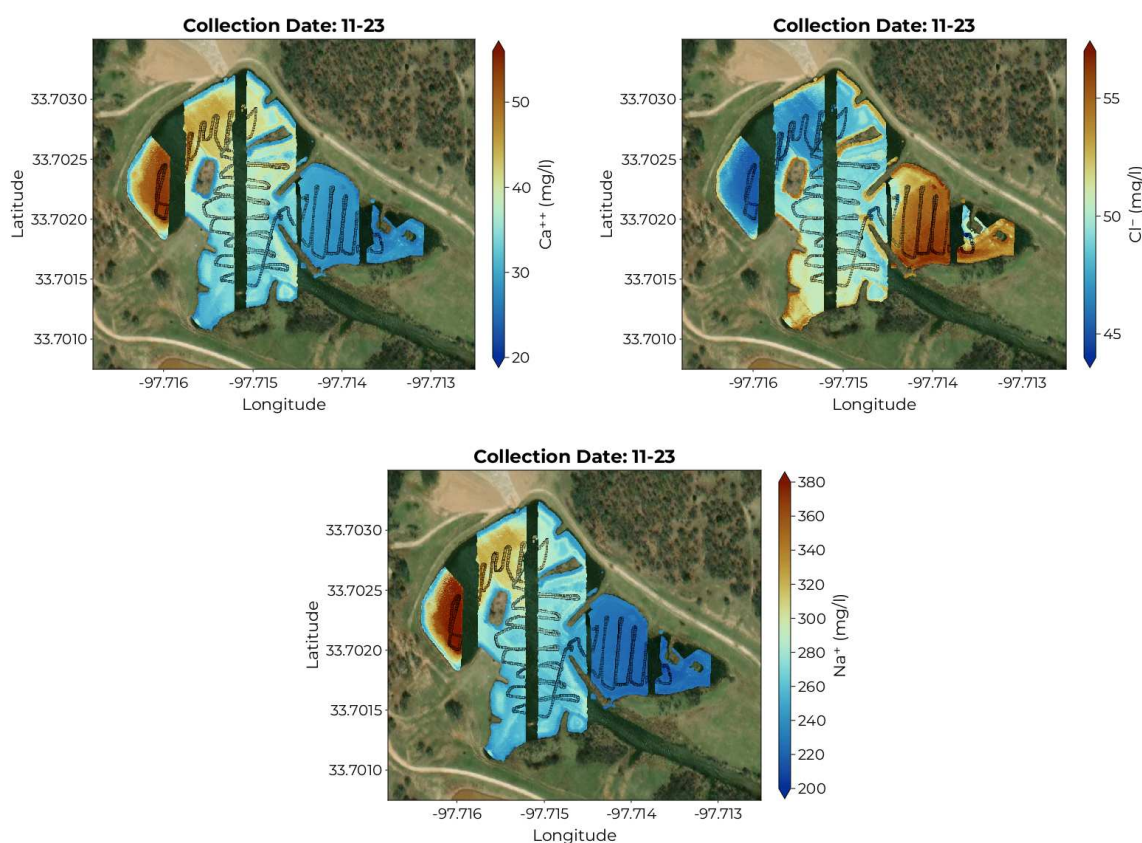 Collection Date: 11-23
33.7030
33.7025
33.7020
33.7015
33.7010
Latitude
-97.716 -97.715 -97.714 -97.713
Longitude
50
40
30
20
Ca⁺⁺ (mg/l)
Collection Date: 11-23
33.7030
33.7025
33.7020
33.7015
33.7010
Latitude
-97.716 -97.715 -97.714 -97.713
Longitude
55
50
45
Cl⁻ (mg/l)
Collection Date: 11-23
33.7030
33.7025
33.7020
33.7015
33.7010
Latitude
-97.716 -97.715 -97.714 -97.713
Longitude
380
360
340
320
300
280
260
240
220
200
Na⁺ (mg/l)